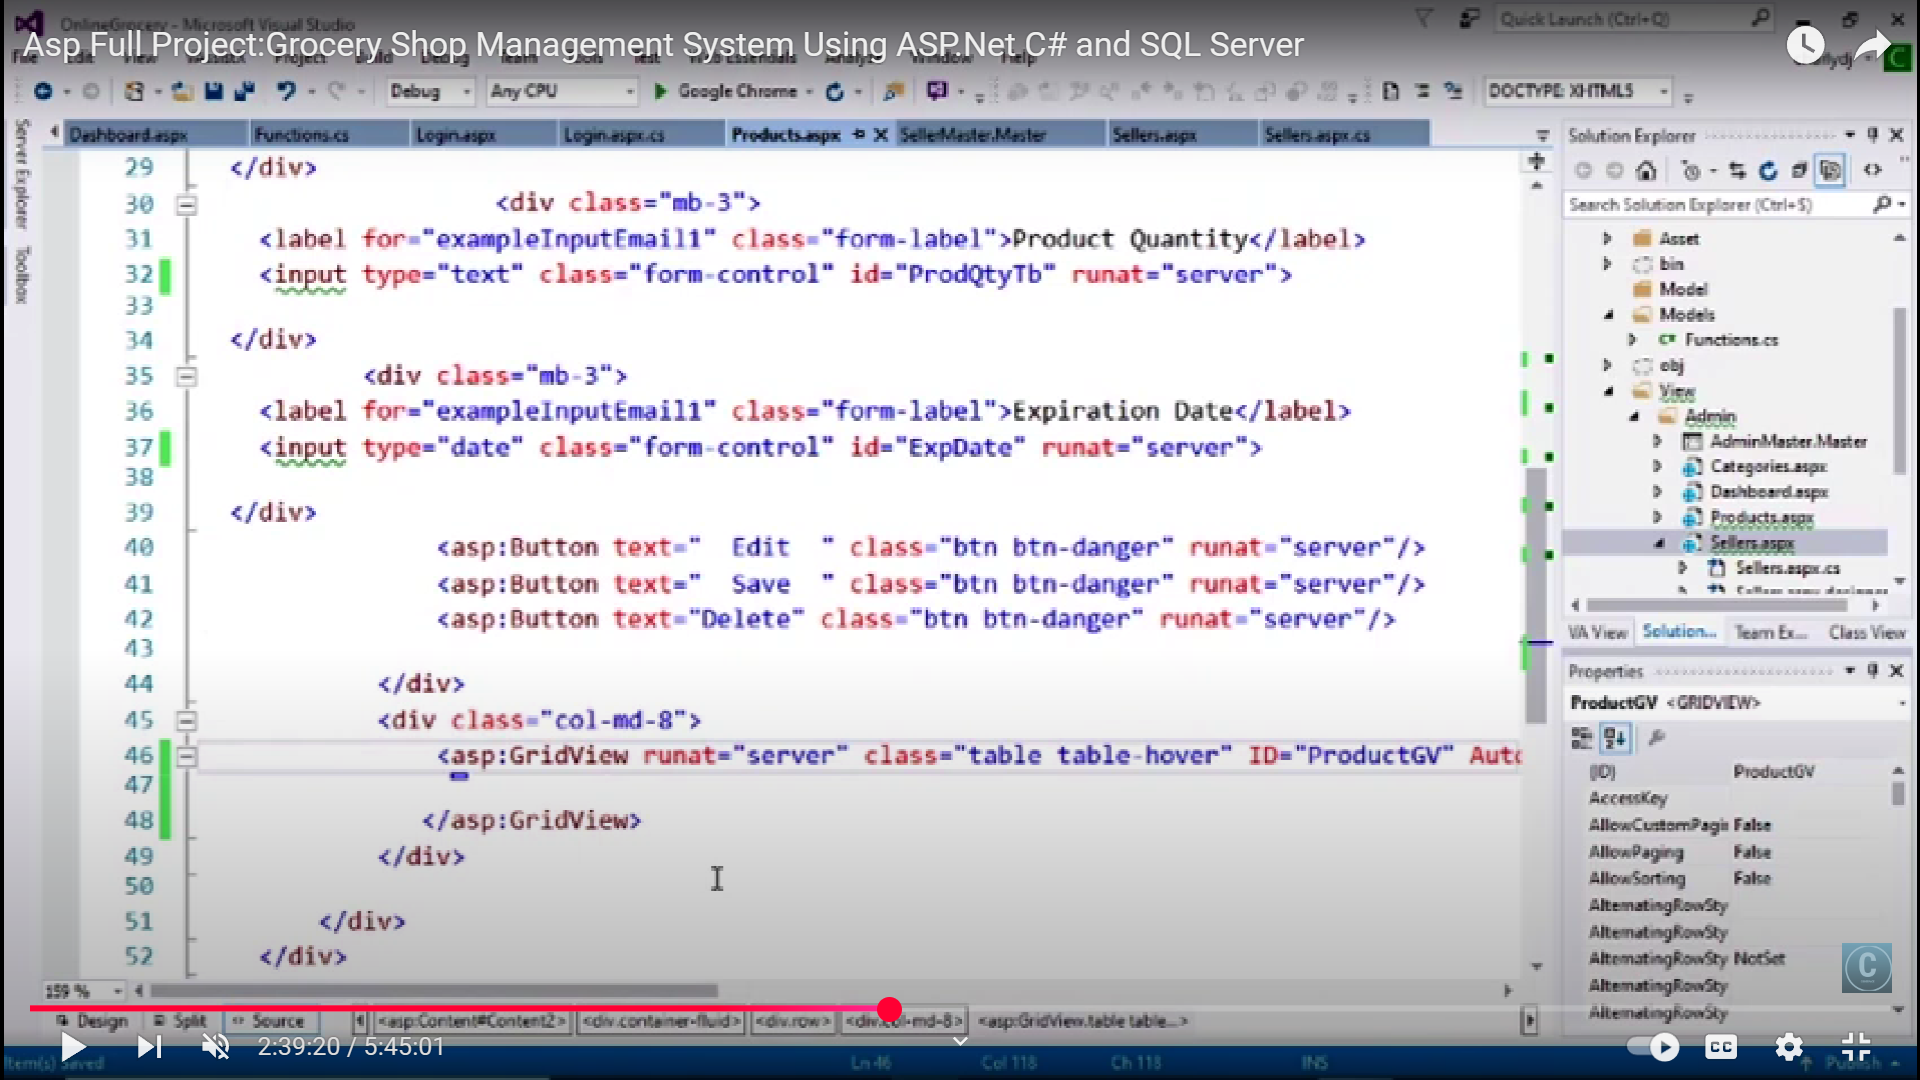 OnlineGrocery - Microsoft Visual Studio
Quick Launch (Ctrl+Q)
Asp Full Project:Grocery Shop Management System Using ASP.Net C# and SQL Server
Debug
Any CPU
Google Chrome
DOCTYPE: XHTML5
Server Explorer
Toolbox
Dashboard.aspx
Functions.cs
Login.aspx
Login.aspx.cs
Products.aspx
SellerMaster.Master
Sellers.aspx
Sellers.aspx.cs
29 </div>
30 <div class="mb-3">
31 <label for="exampleInputEmail1" class="form-label">Product Quantity</label>
32 <input type="text" class="form-control" id="ProdQtyTb" runat="server">
33
34 </div>
35 <div class="mb-3">
36 <label for="exampleInputEmail1" class="form-label">Expiration Date</label>
37 <input type="date" class="form-control" id="ExpDate" runat="server">
38
39 </div>
40 <asp:Button text="  Edit  " class="btn btn-danger" runat="server"/>
41 <asp:Button text="  Save  " class="btn btn-danger" runat="server"/>
42 <asp:Button text="Delete" class="btn btn-danger" runat="server"/>
43
44 </div>
45 <div class="col-md-8">
46 <asp:GridView runat="server" class="table table-hover" ID="ProductGV" Auto
47
48 </asp:GridView>
49 </div>
50
51 </div>
52 </div>
159 %
Design
Split
Source
<asp:Content#Content2>
<div.container-fluid>
<div.row>
<div.col-md-8>
<asp:GridView.table table...>
2:39:20 / 5:45:01
Item(s) Saved
Ln 46
Col 118
Ch 118
INS
Publish
Solution Explorer
Search Solution Explorer (Ctrl+$)
Asset
bin
Model
Models
Functions.cs
obj
View
Admin
AdminMaster.Master
Categories.aspx
Dashboard.aspx
Products.aspx
Sellers.aspx
Sellers.aspx.cs
VA View
Solution...
Team Ex...
Class View
Properties
ProductGV <GRIDVIEW>
(ID) ProductGV
AccessKey
AllowCustomPagin False
AllowPaging False
AllowSorting False
AlternatingRowSty
AlternatingRowSty
AlternatingRowSty NotSet
AlternatingRowSty
AlternatingRowSty
C
CC